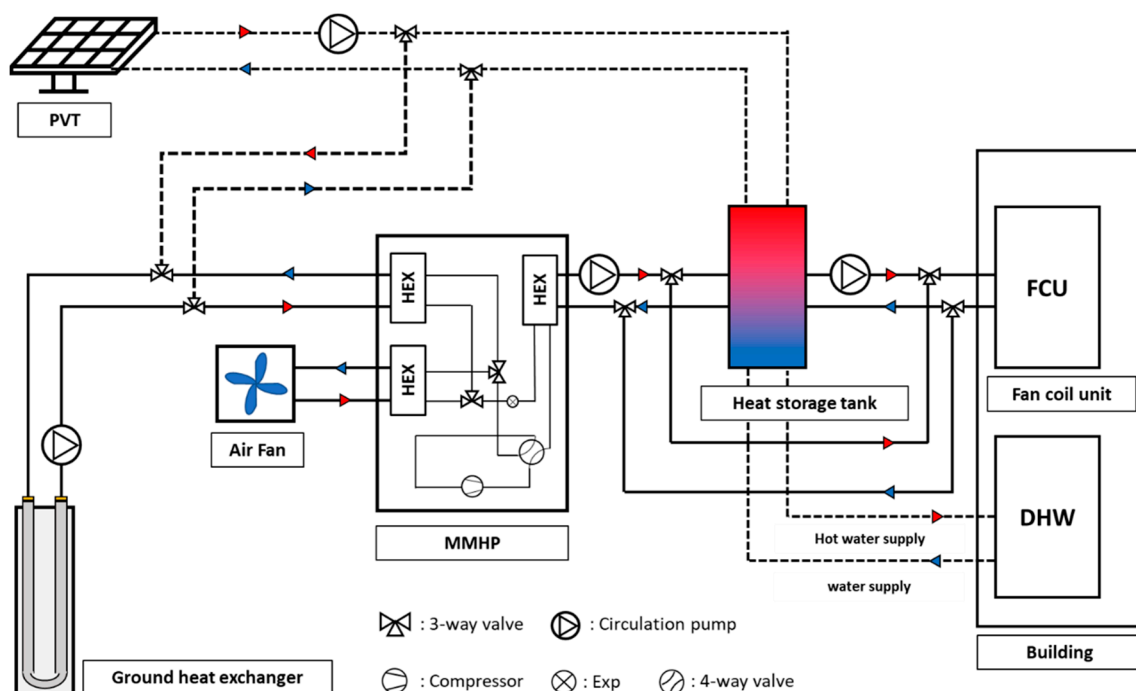 PVT
HEX
HEX
HEX
FCU
Fan coil unit
Heat storage tank
Air Fan
MMHP
DHW
Hot water supply
water supply
Building
: 3-way valve
: Circulation pump
Ground heat exchanger
: Compressor
: Exp
: 4-way valve